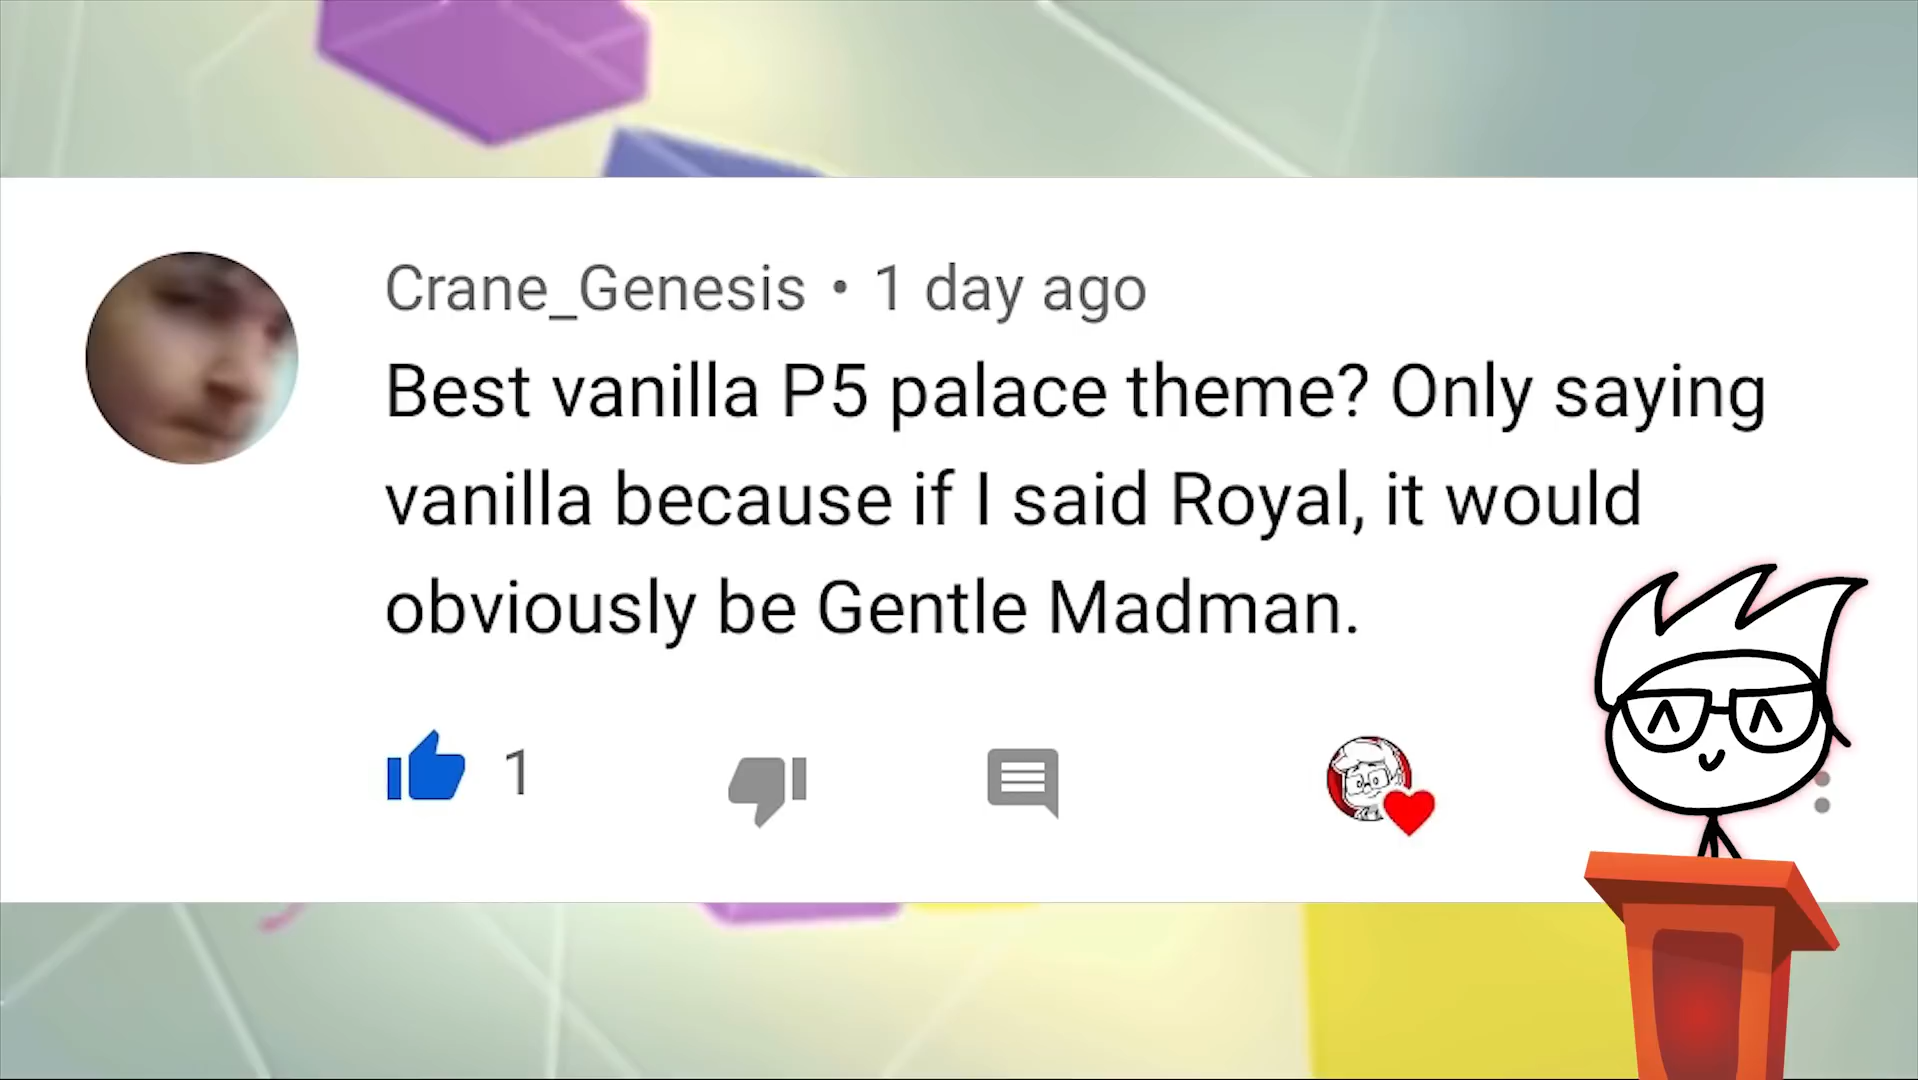 Crane_Genesis • 1 day ago
Best vanilla P5 palace theme? Only saying
vanilla because if I said Royal, it would
obviously be Gentle Madman.
1